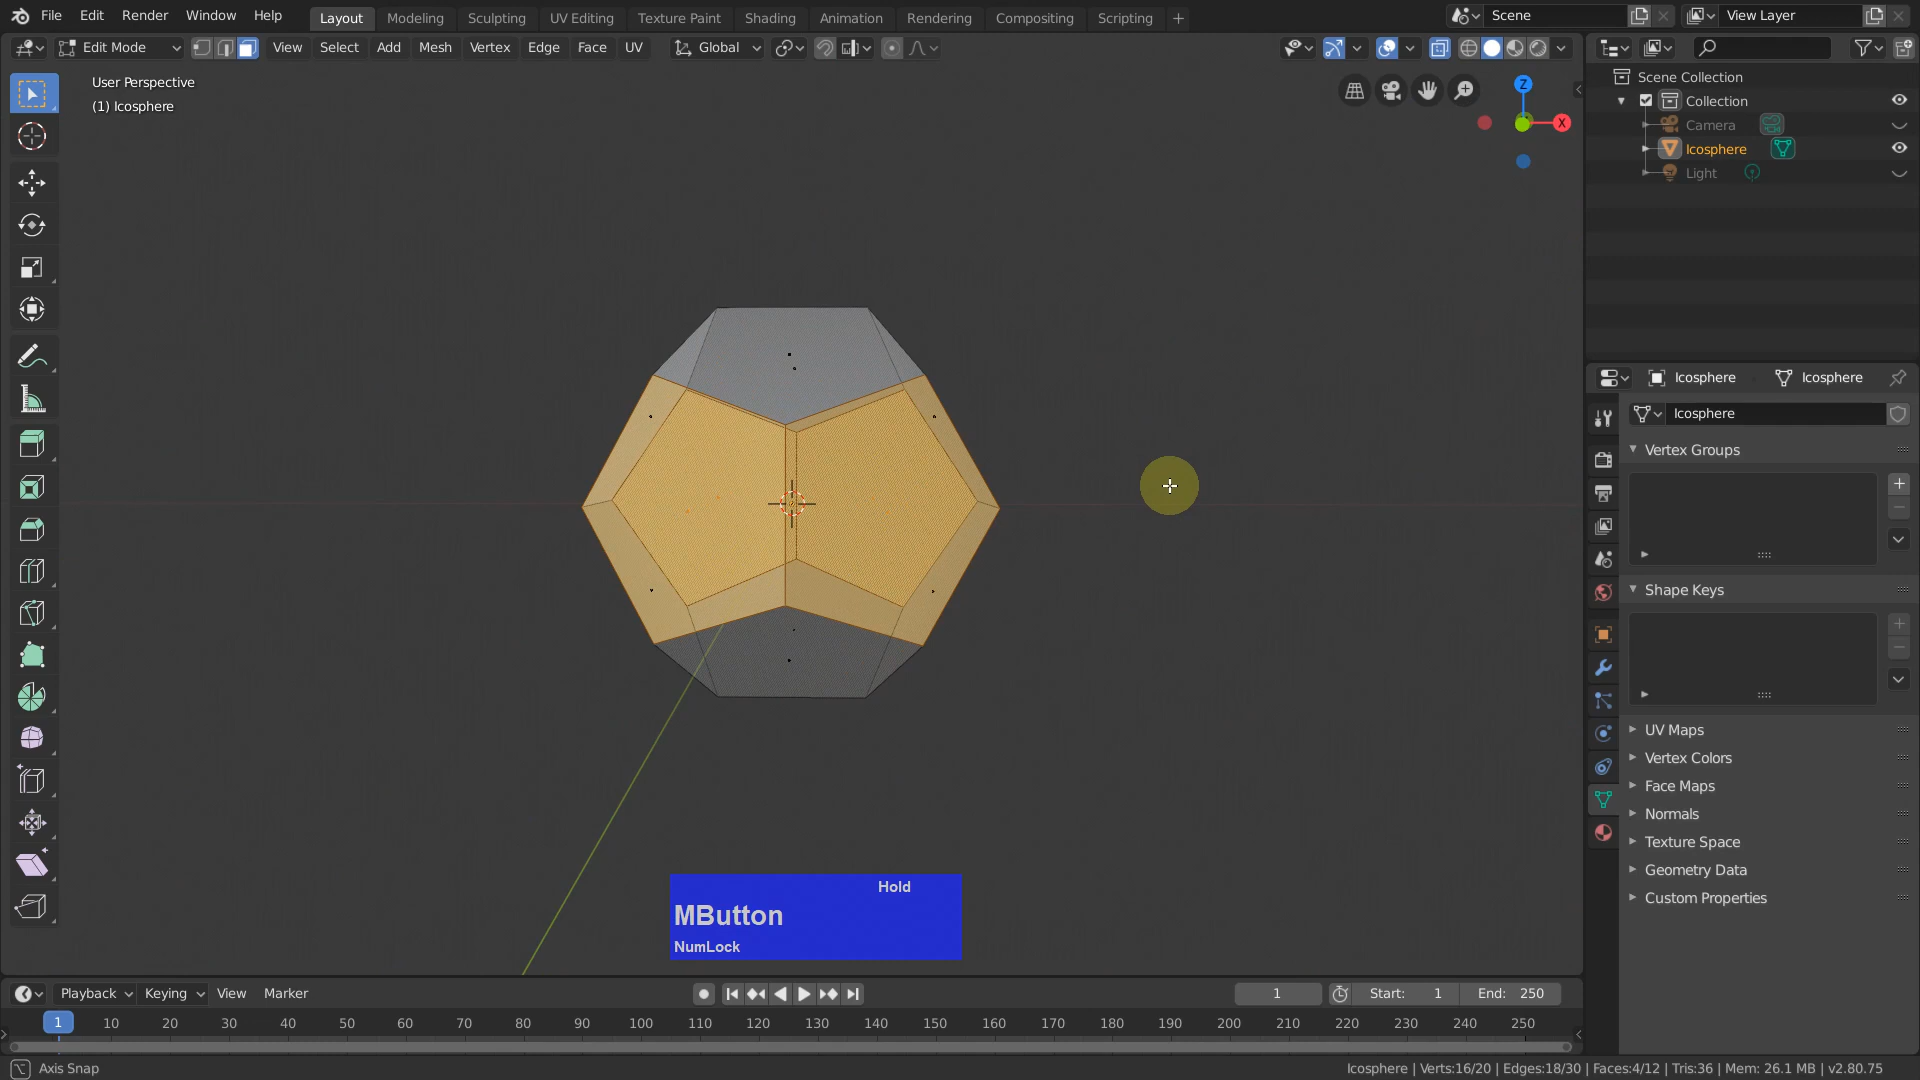 File Edit Render Window Help Layout Modeling Sculpting UV Editing Texture Paint Shading Animation Rendering Compositing Scripting + Scene View Layer
Edit Mode View Select Add Mesh Vertex Edge Face UV Global
User Perspective
(1) Icosphere
Z
X
Scene Collection
Collection
Camera
Icosphere
Light
Icosphere Icosphere
Icosphere
Vertex Groups
Shape Keys
UV Maps
Vertex Colors
Face Maps
Normals
Texture Space
Geometry Data
Custom Properties
Hold
MButton
NumLock
Playback Keying View Marker 1 Start: 1 End: 250
1 10 20 30 40 50 60 70 80 90 100 110 120 130 140 150 160 170 180 190 200 210 220 230 240 250
Axis Snap Icosphere | Verts:16/20 | Edges:18/30 | Faces:4/12 | Tris:36 | Mem: 26.1 MB | v2.80.75